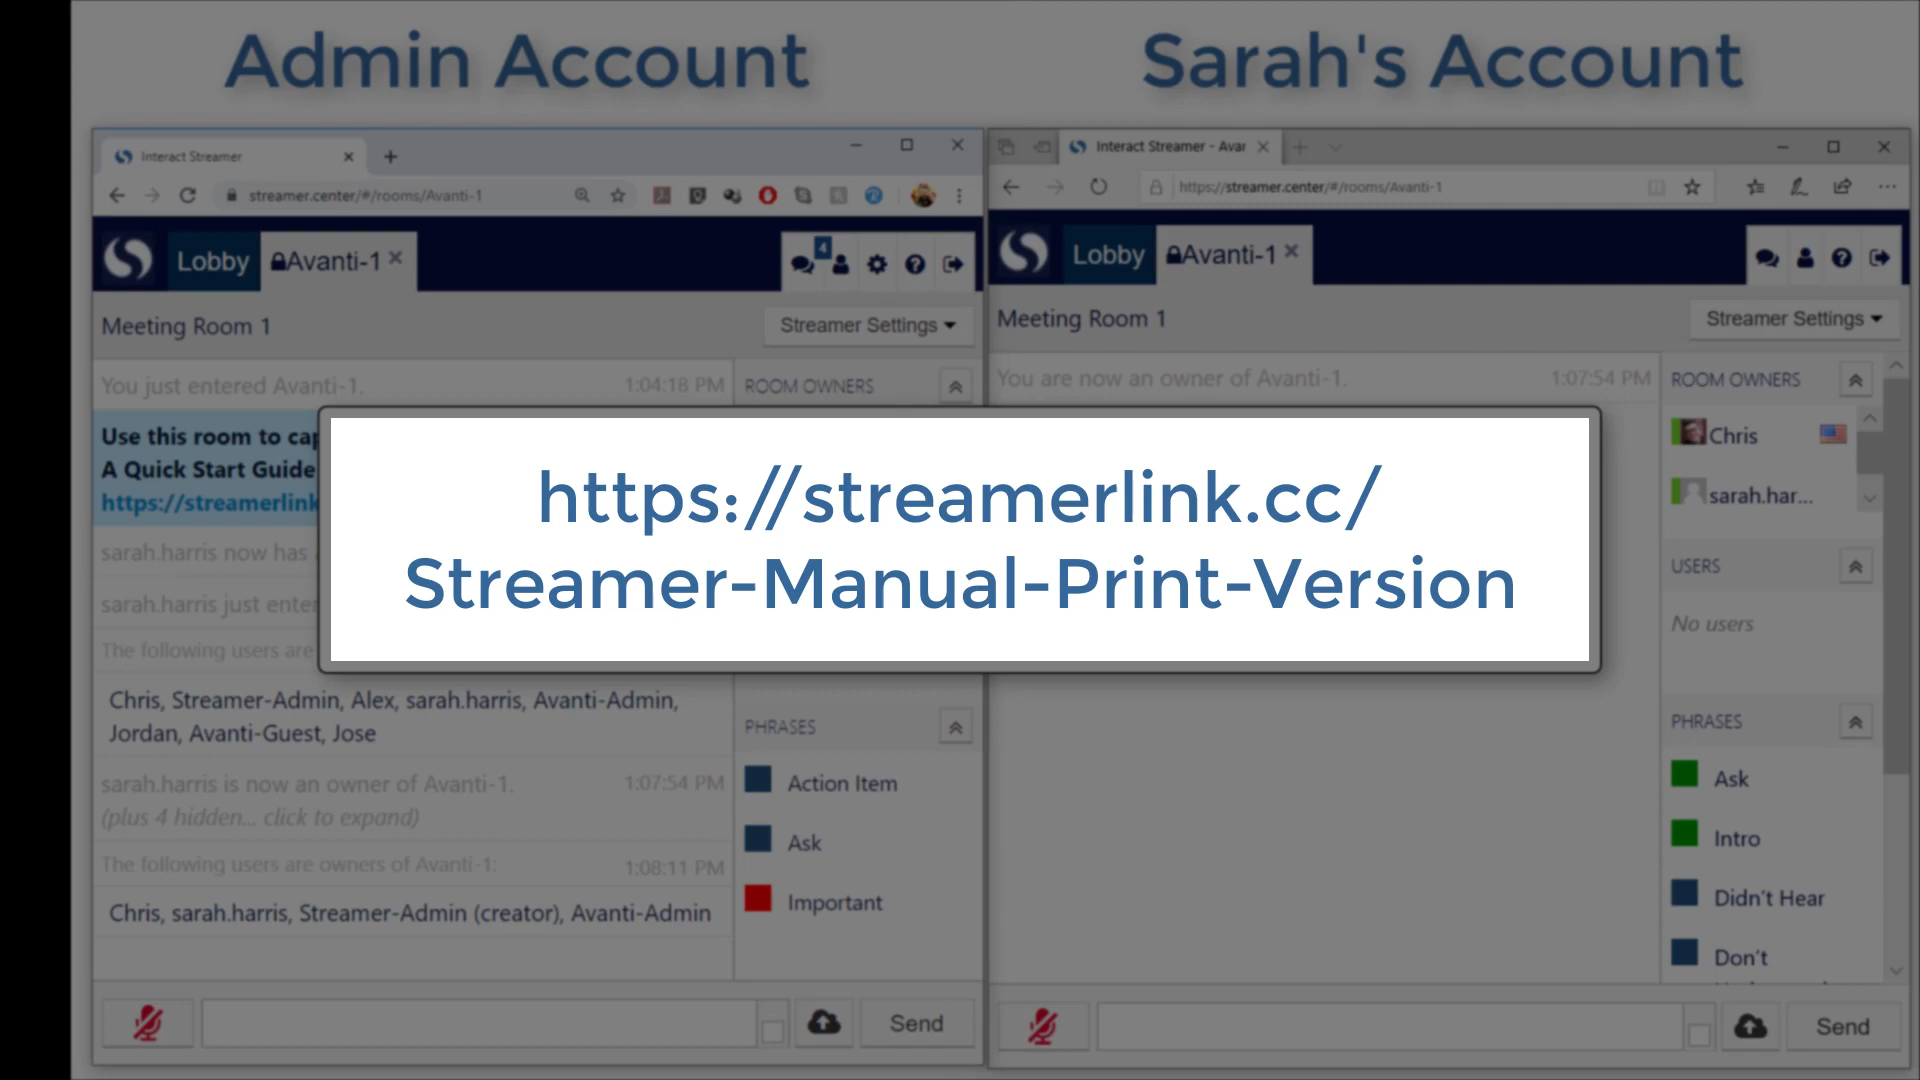 Admin Account
Sarah's Account
Interact Streamer
streamer.center/#/rooms/Avanti-1
Lobby
Avanti-1
4
Meeting Room 1
Streamer Settings
You just entered Avanti-1.
1:04:18 PM
Use this room to
A Quick Start Guide
https://streamerlink
sarah.harris now has
sarah.harris just
The following users are
Chris, Streamer-Admin, Alex, sarah.harris, Avanti-Admin,
Jordan, Avanti-Guest, Jose
sarah.harris is now an owner of Avanti-1.
1:07:54 PM
(plus 4 hidden... click to expand)
The following users are owners of Avanti-1:
1:08:11 PM
Chris, sarah.harris, Streamer-Admin (creator), Avanti-Admin
ROOM OWNERS
PHRASES
Action Item
Ask
Important
Send
https://streamerlink.cc/
Streamer-Manual-Print-Version
Interact Streamer - Avar
https://streamer.center/#/rooms/Avanti-1
Lobby
Avanti-1
Meeting Room 1
Streamer Settings
You are now an owner of Avanti-1.
1:07:54 PM
ROOM OWNERS
Chris
sarah.har...
USERS
No users
PHRASES
Ask
Intro
Didn't Hear
Don't
Send